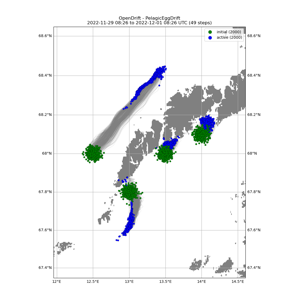 OpenDrift - PelagicEggDrift
2022-11-29 08:26 to 2022-12-01 08:26 UTC (49 steps)
initial (2000)
active (2000)
68.6°N 68.6°N
68.4°N 68.4°N
68.2°N 68.2°N
68°N 68°N
67.8°N 67.8°N
67.6°N 67.6°N
67.4°N 67.4°N
12°E 12.5°E 13°E 13.5°E 14°E 14.5°E